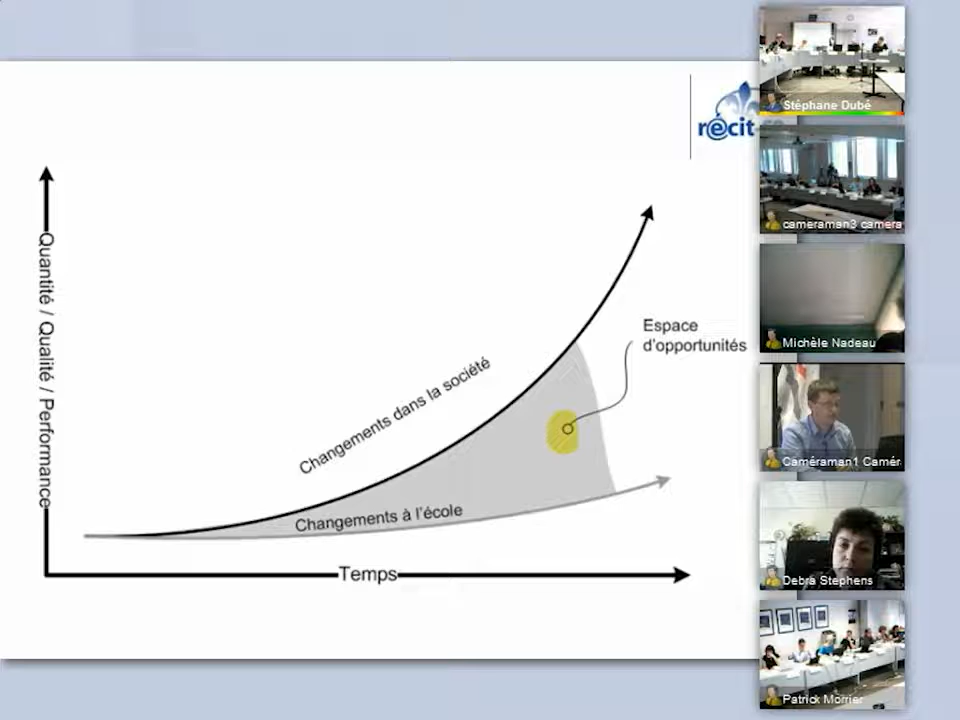 récit
Quantité / Qualité / Performance
Changements dans la société
Espace
d'opportunités
Changements à l'école
Temps
Stéphane Dubé
cameraman3 camera
Michèle Nadeau
Caméraman1 Camér
Debra Stephens
Patrick Morrier